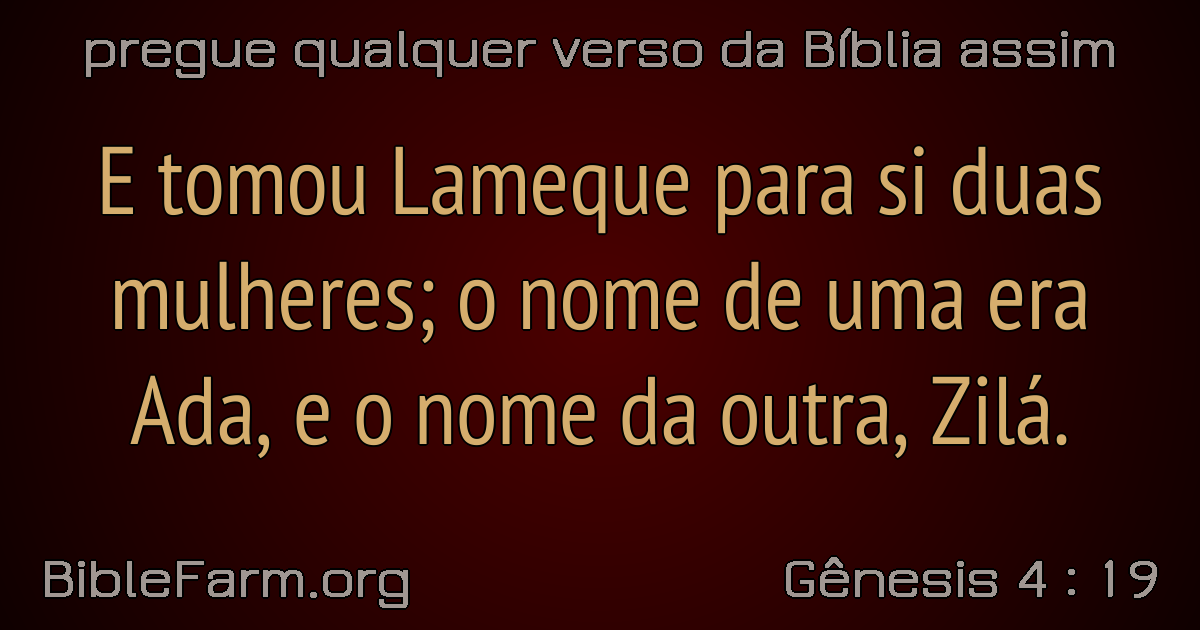 pregue qualquer verso da Bíblia assim
E tomou Lameque para si duas
mulheres; o nome de uma era
Ada, e o nome da outra, Zilá.
BibleFarm.org
Gênesis 4 : 19